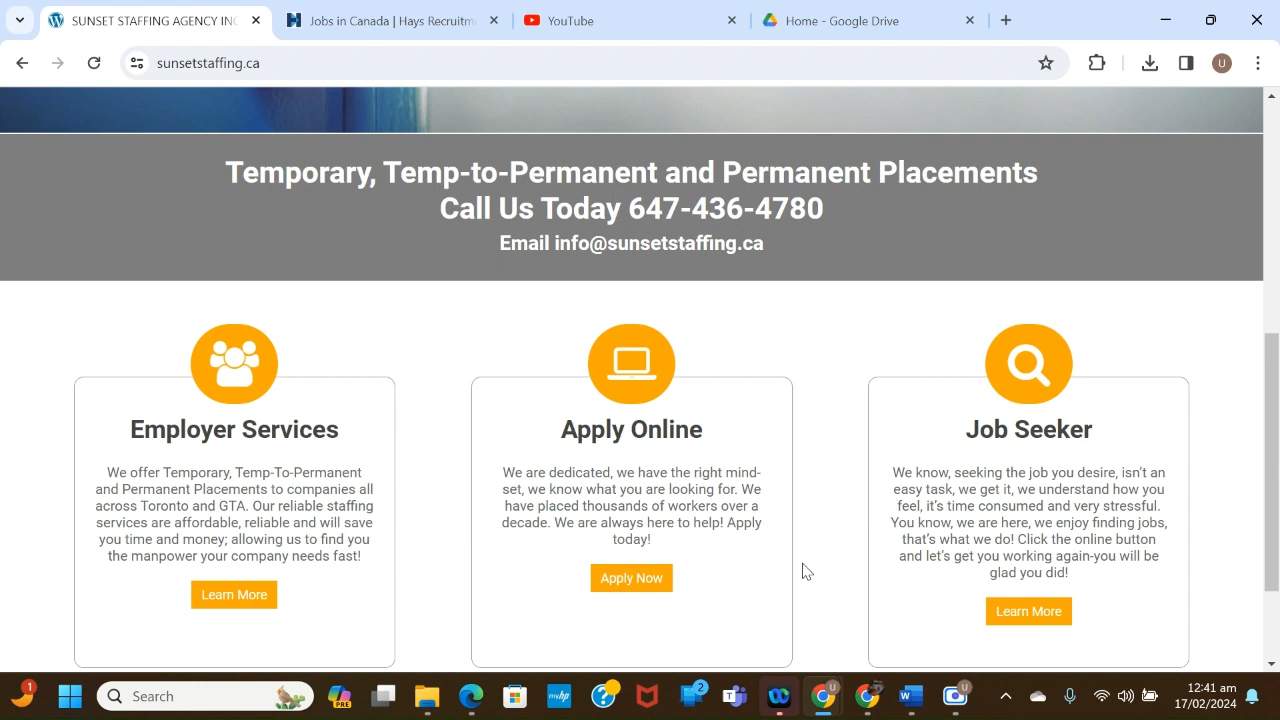 SUNSET STAFFING AGENCY INC
Jobs in Canada | Hays Recruitm
YouTube
Home - Google Drive
sunsetstaffing.ca
U
Temporary, Temp-to-Permanent and Permanent Placements
Call Us Today 647-436-4780
Email info@sunsetstaffing.ca
Employer Services
We offer Temporary, Temp-To-Permanent
and Permanent Placements to companies all
across Toronto and GTA. Our reliable staffing
services are affordable, reliable and will save
you time and money; allowing us to find you
the manpower your company needs fast!
Learn More
Apply Online
We are dedicated, we have the right mind-
set, we know what you are looking for. We
have placed thousands of workers over a
decade. We are always here to help! Apply
today!
Apply Now
Job Seeker
We know, seeking the job you desire, isn't an
easy task, we get it, we understand how you
feel, it's time consumed and very stressful.
You know, we are here, we enjoy finding jobs,
that's what we do! Click the online button
and let's get you working again-you will be
glad you did!
Learn More
1
Search
PRE
myhp
2
12:41 am
17/02/2024